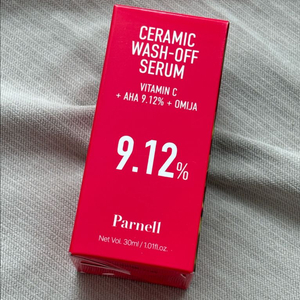 CERAMIC
WASH-OFF
SERUM
VITAMIN C
+ AHA 9.12% + OMIJA
9.12%
Parnell
Net Vol. 30ml / 1.01fl.oz.